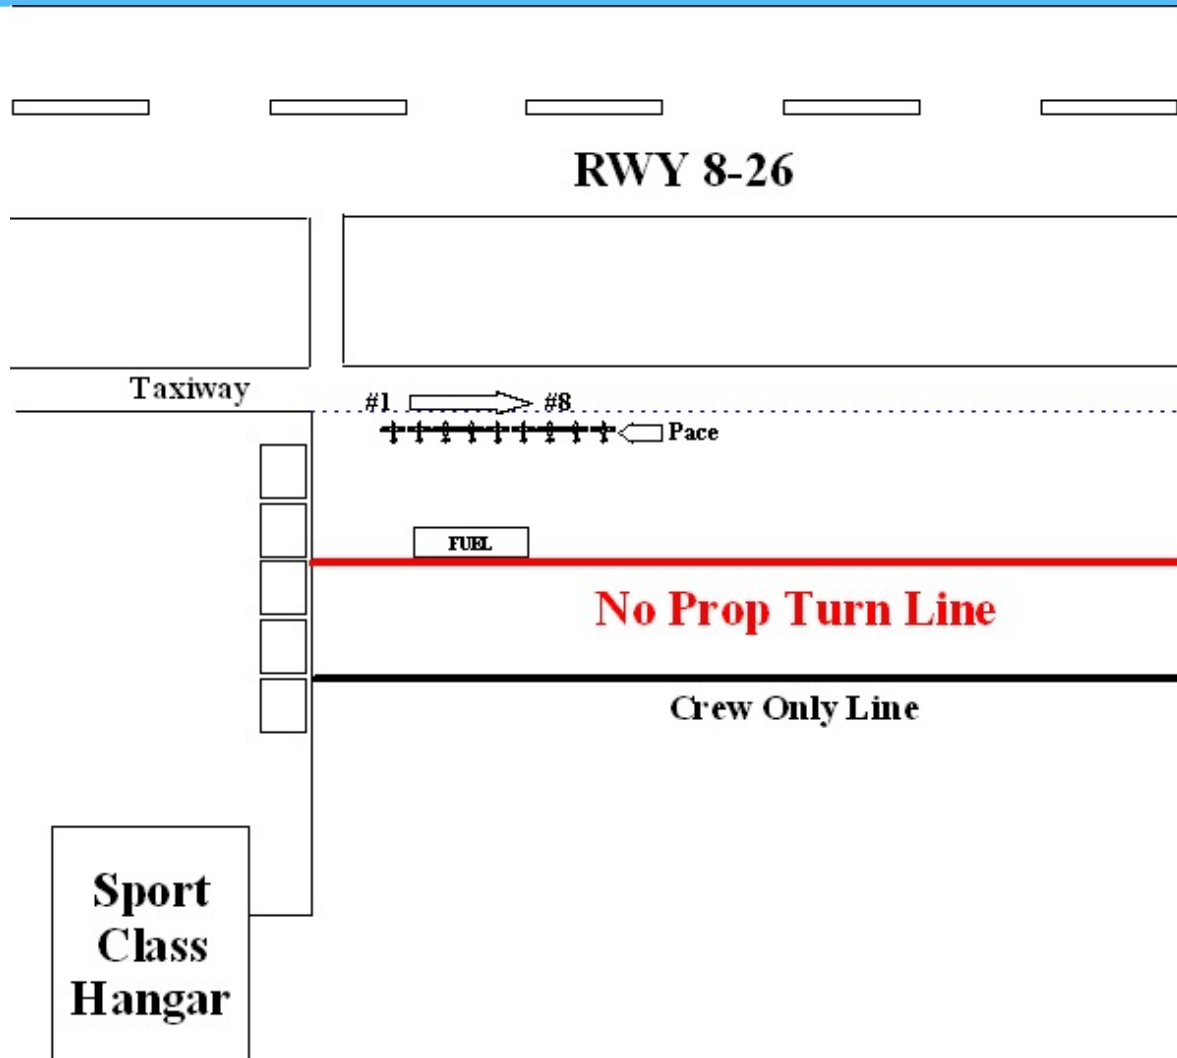 RWY 8-26
Taxiway
#1 #8
Pace
FUEL
No Prop Turn Line
Crew Only Line
Sport
Class
Hangar